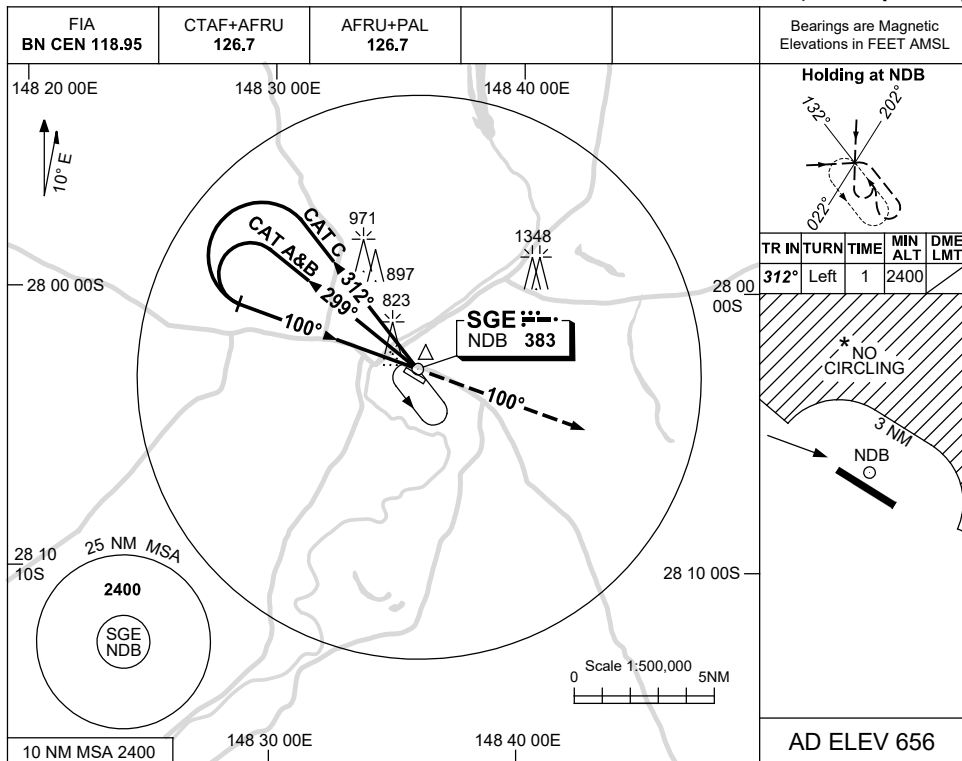 FIA
BN CEN 118.95
CTAF+AFRU
126.7
AFRU+PAL
126.7
Bearings are Magnetic
Elevations in FEET AMSL
148 20 00E
148 30 00E
148 40 00E
10° E
CAT C
CAT A&B
312°
299°
100°
971
897
823
1348
28 00 00S
28 00
00S
SGE
NDB 383
100°
28 10
10S
28 10 00S
25 NM MSA
2400
SGE
NDB
Scale 1:500,000
0 5NM
10 NM MSA 2400
148 30 00E
148 40 00E
Holding at NDB
132°
202°
022°
TR IN TURN TIME MIN ALT DME LMT
312° Left 1 2400
* NO
CIRCLING
3 NM
NDB
AD ELEV 656